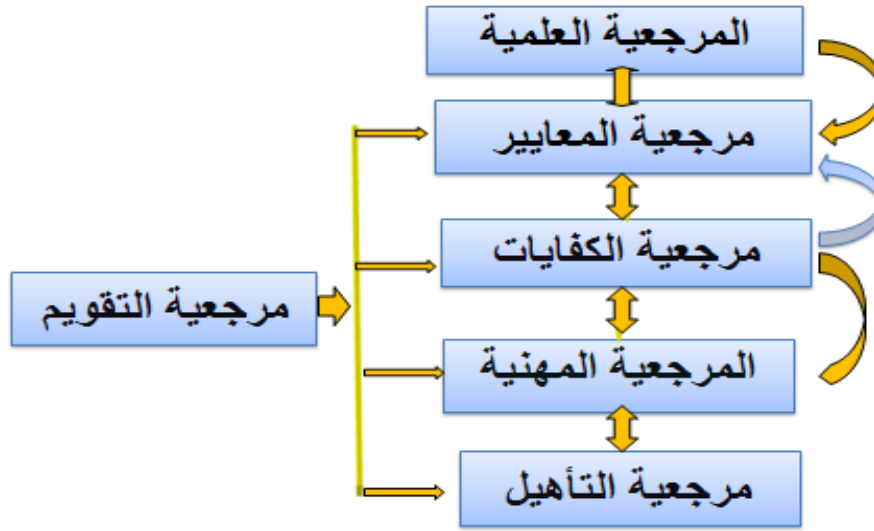 المرجعية العلمية
مرجعية المعايير
مرجعية الكفايات
مرجعية التقويم
المرجعية المهنية
مرجعية التأهيل